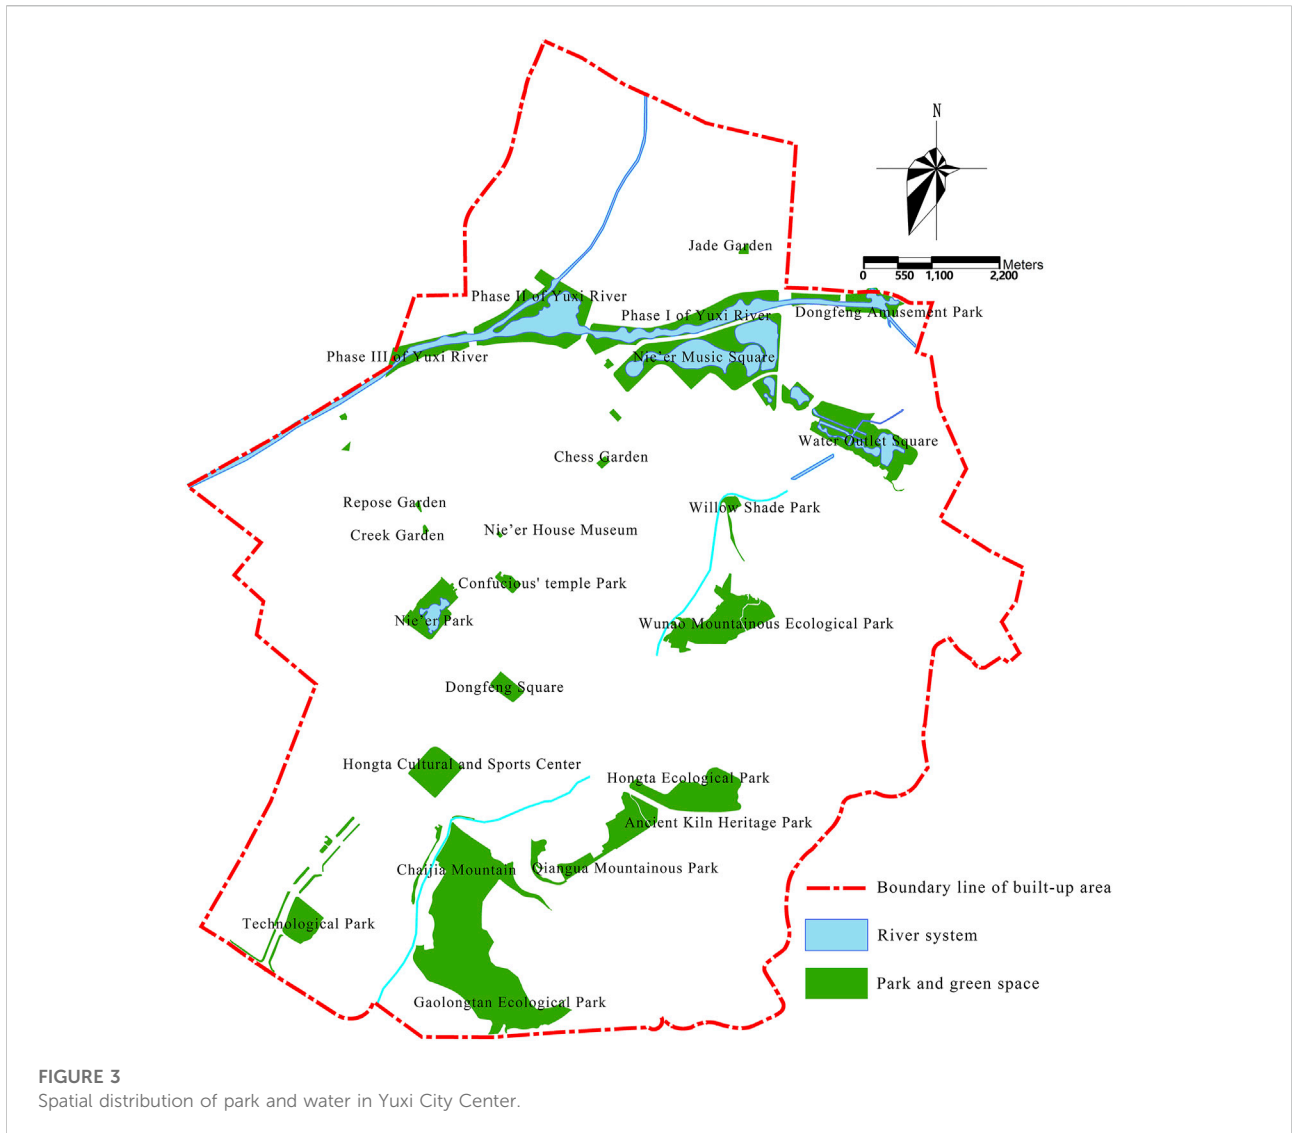 N
Jade Garden
Meters
0 550 1,100 2,200
Phase II of Yuxi River
Phase I of Yuxi River
Dongfeng Amusement Park
Phase III of Yuxi River
Nie'er Music Square
Water Outlet Square
Chess Garden
Repose Garden
Willow Shade Park
Creek Garden
Nie'er House Museum
Confucious' temple Park
Nie'er Park
Wunao Mountainous Ecological Park
Dongfeng Square
Hongta Cultural and Sports Center
Hongta Ecological Park
Ancient Kiln Heritage Park
Chaijia Mountain
Qiangua Mountainous Park
Boundary line of built-up area
Technological Park
River system
Park and green space
Gaolongtan Ecological Park
FIGURE 3
Spatial distribution of park and water in Yuxi City Center.